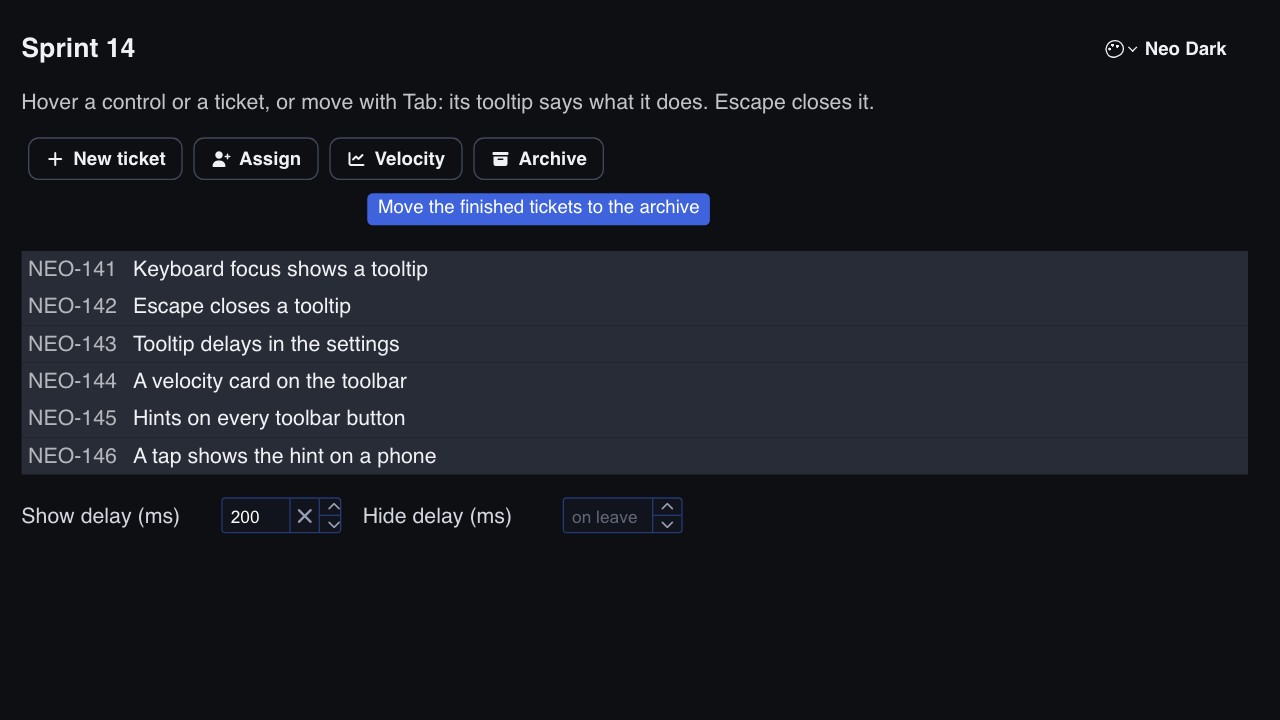 Sprint 14
Neo Dark
Hover a control or a ticket, or move with Tab: its tooltip says what it does. Escape closes it.
New ticket Assign Velocity Archive
Move the finished tickets to the archive
NEO-141 Keyboard focus shows a tooltip
NEO-142 Escape closes a tooltip
NEO-143 Tooltip delays in the settings
NEO-144 A velocity card on the toolbar
NEO-145 Hints on every toolbar button
NEO-146 A tap shows the hint on a phone
Show delay (ms) 200 Hide delay (ms) on leave